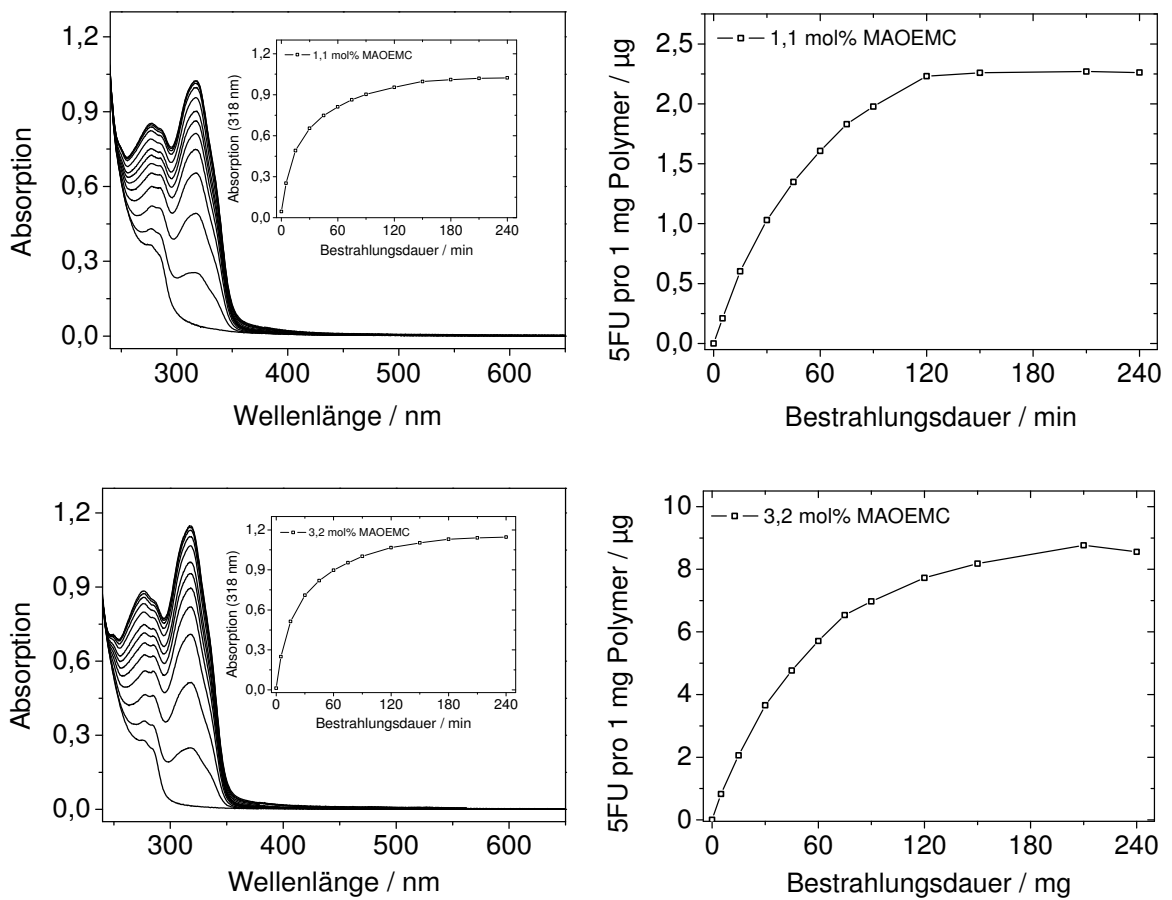 1,2
0,9
0,6
0,3
0,0
Absorption
300 400 500 600
Wellenlänge / nm
1,1 mol% MAOEMC
1,2
0,9
0,6
0,3
0,0
Absorption (318 nm)
0 60 120 180 240
Bestrahlungsdauer / min
1,1 mol% MAOEMC
2,5
2,0
1,5
1,0
0,5
0,0
5FU pro 1 mg Polymer / µg
0 60 120 180 240
Bestrahlungsdauer / min
1,2
0,9
0,6
0,3
0,0
Absorption
300 400 500 600
Wellenlänge / nm
3,2 mol% MAOEMC
1,2
0,9
0,6
0,3
0,0
Absorption (318 nm)
0 60 120 180 240
Bestrahlungsdauer / min
3,2 mol% MAOEMC
10
8
6
4
2
0
5FU pro 1 mg Polymer / µg
0 60 120 180 240
Bestrahlungsdauer / mg